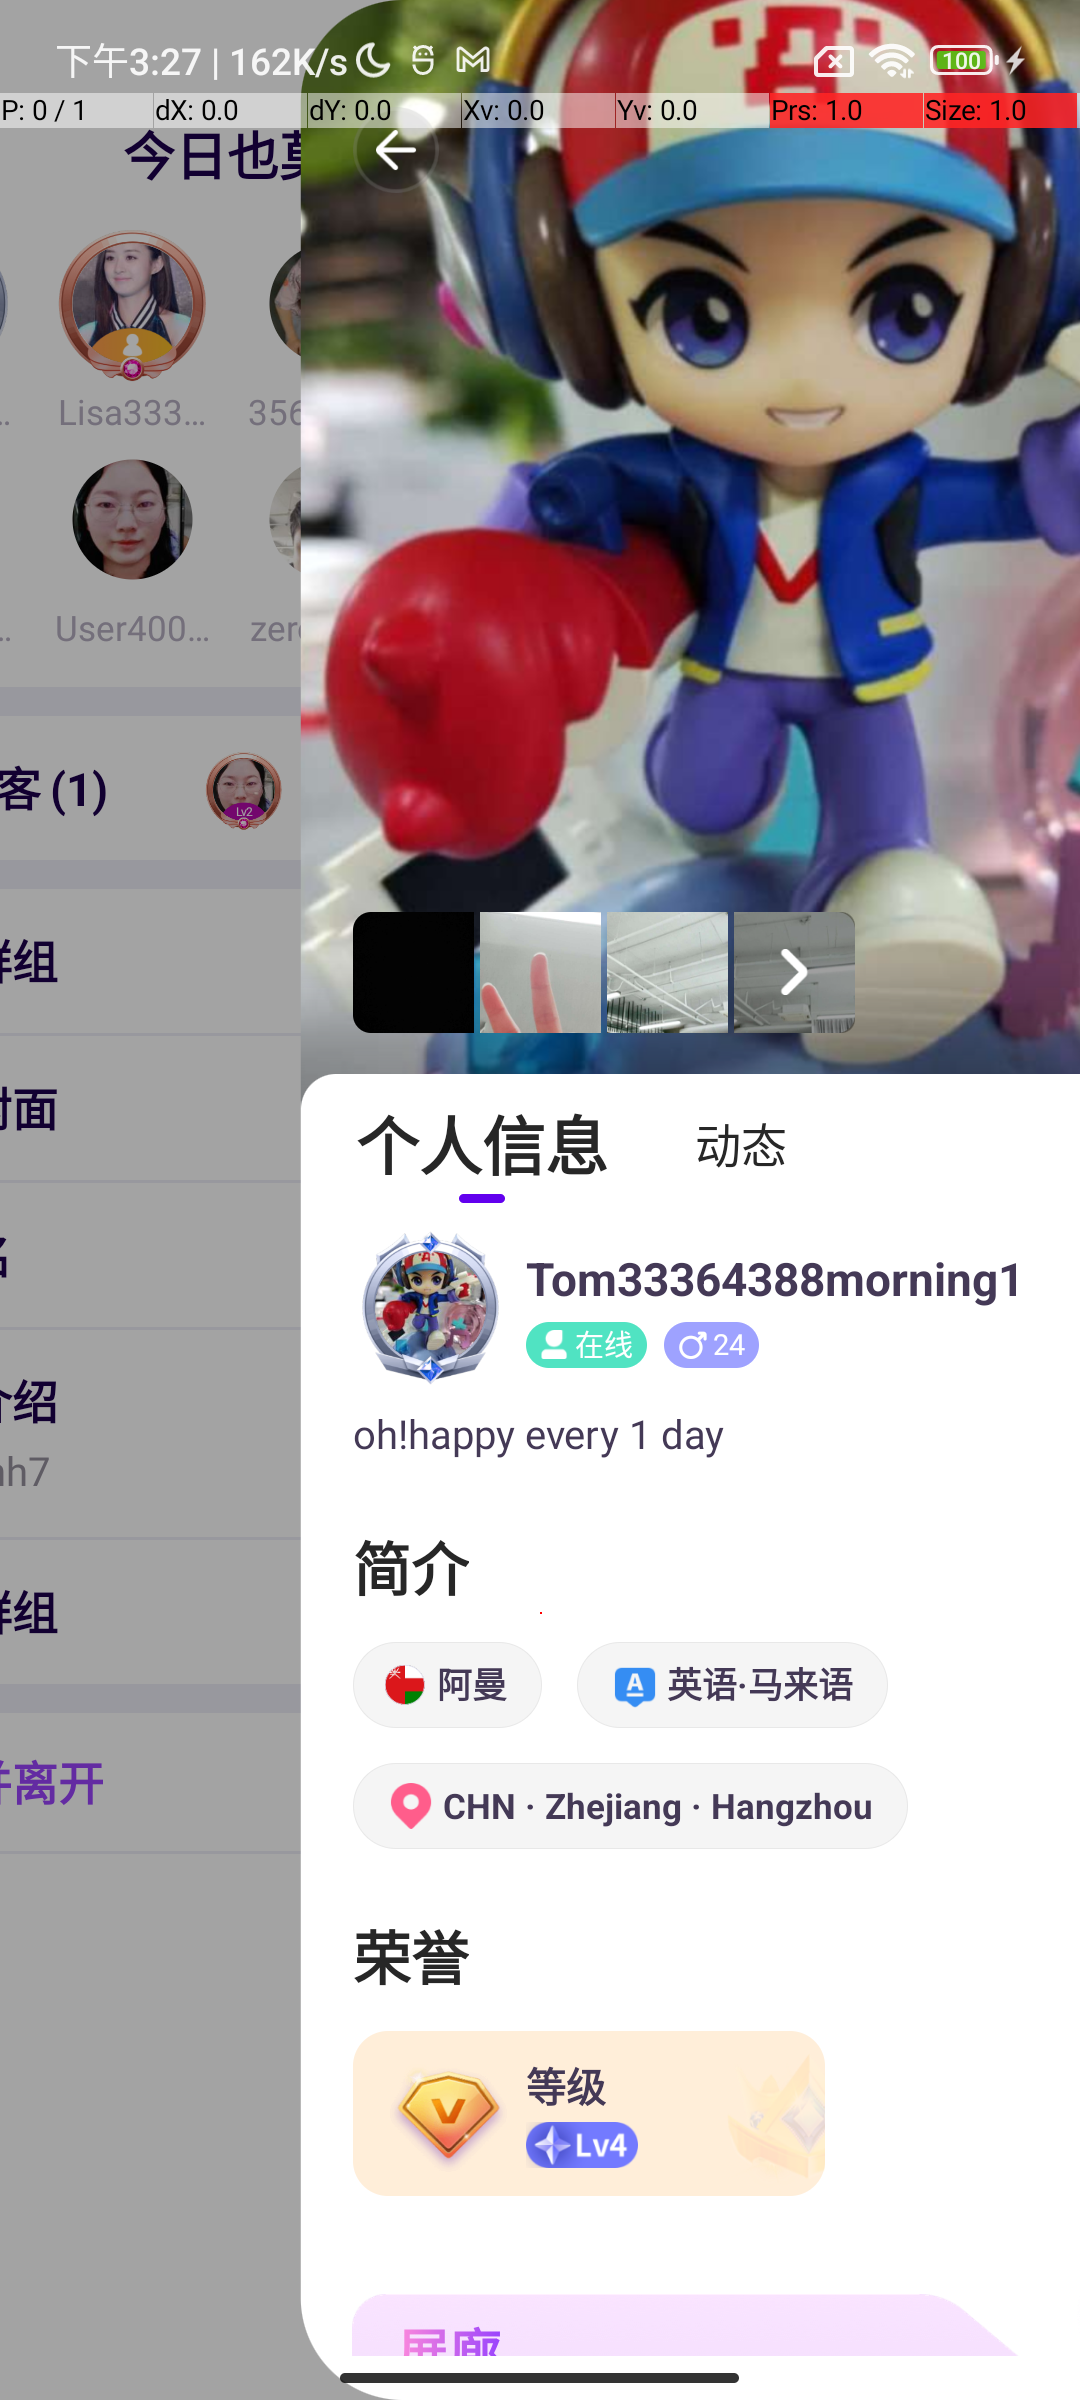 下午3:27 | 162K/s
100
P: 0 / 1
dX: 0.0
dY: 0.0
Xv: 0.0
Yv: 0.0
Prs: 1.0
Size: 1.0
今日也
Lisa333...
356
User400...
zer
客 (1)
Lv2
群组
封面
名
介绍
nh7
群组
并离开
个人信息
动态
Tom33364388morning1
在线
24
oh!happy every 1 day
简介
阿曼
英语·马来语
CHN · Zhejiang · Hangzhou
荣誉
等级
Lv4
展廊